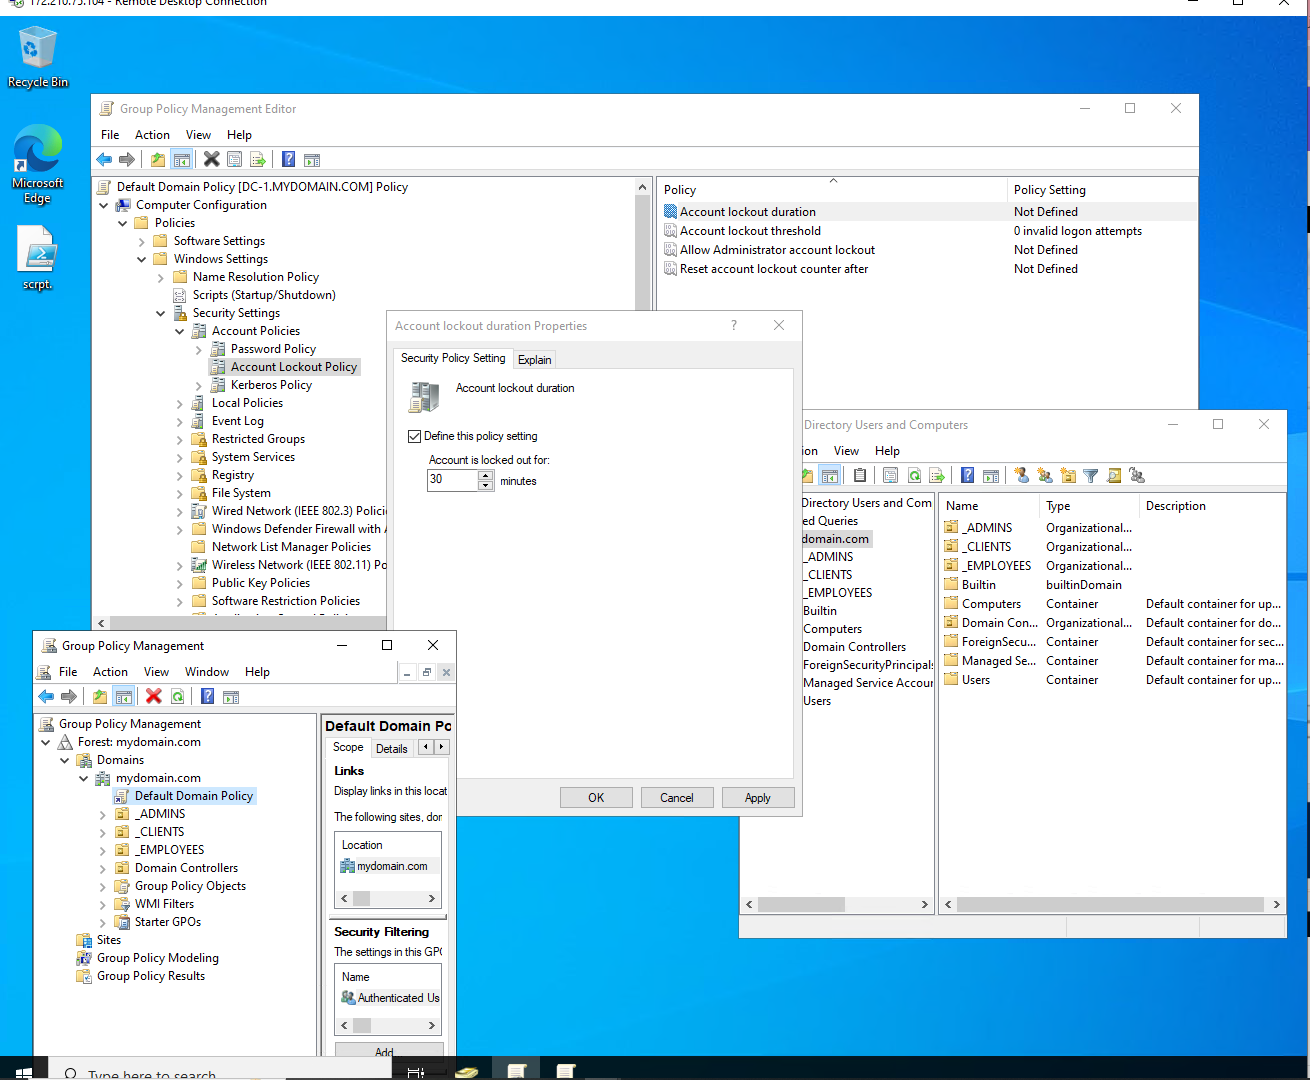 172.210.75.104 - Remote Desktop Connection
Recycle Bin
Microsoft
Edge
scrpt.
Group Policy Management Editor
File Action View Help
Default Domain Policy [DC-1.MYDOMAIN.COM] Policy
Computer Configuration
Policies
Software Settings
Windows Settings
Name Resolution Policy
Scripts (Startup/Shutdown)
Security Settings
Account Policies
Password Policy
Account Lockout Policy
Kerberos Policy
Local Policies
Event Log
Restricted Groups
System Services
Registry
File System
Wired Network (IEEE 802.3) Polici
Windows Defender Firewall with A
Network List Manager Policies
Wireless Network (IEEE 802.11) Po
Public Key Policies
Software Restriction Policies
Policy Policy Setting
Account lockout duration Not Defined
Account lockout threshold 0 invalid logon attempts
Allow Administrator account lockout Not Defined
Reset account lockout counter after Not Defined
Account lockout duration Properties ?
Security Policy Setting Explain
Account lockout duration
Define this policy setting
Account is locked out for:
30 minutes
OK Cancel Apply
Directory Users and Computers
ion View Help
Directory Users and Com
ed Queries
domain.com
_ADMINS
_CLIENTS
_EMPLOYEES
Builtin
Computers
Domain Controllers
ForeignSecurityPrincipals
Managed Service Accour
Users
Name Type Description
_ADMINS Organizational...
_CLIENTS Organizational...
_EMPLOYEES Organizational...
Builtin builtinDomain
Computers Container Default container for up...
Domain Con... Organizational... Default container for do...
ForeignSecu... Container Default container for sec...
Managed Se... Container Default container for ma...
Users Container Default container for up...
Group Policy Management
File Action View Window Help
Group Policy Management
Forest: mydomain.com
Domains
mydomain.com
Default Domain Policy
_ADMINS
_CLIENTS
_EMPLOYEES
Domain Controllers
Group Policy Objects
WMI Filters
Starter GPOs
Sites
Group Policy Modeling
Group Policy Results
Default Domain Po
Scope Details
Links
Display links in this locat
The following sites, dor
Location
mydomain.com
Security Filtering
The settings in this GPO
Name
Authenticated Us
Add
Type here to search